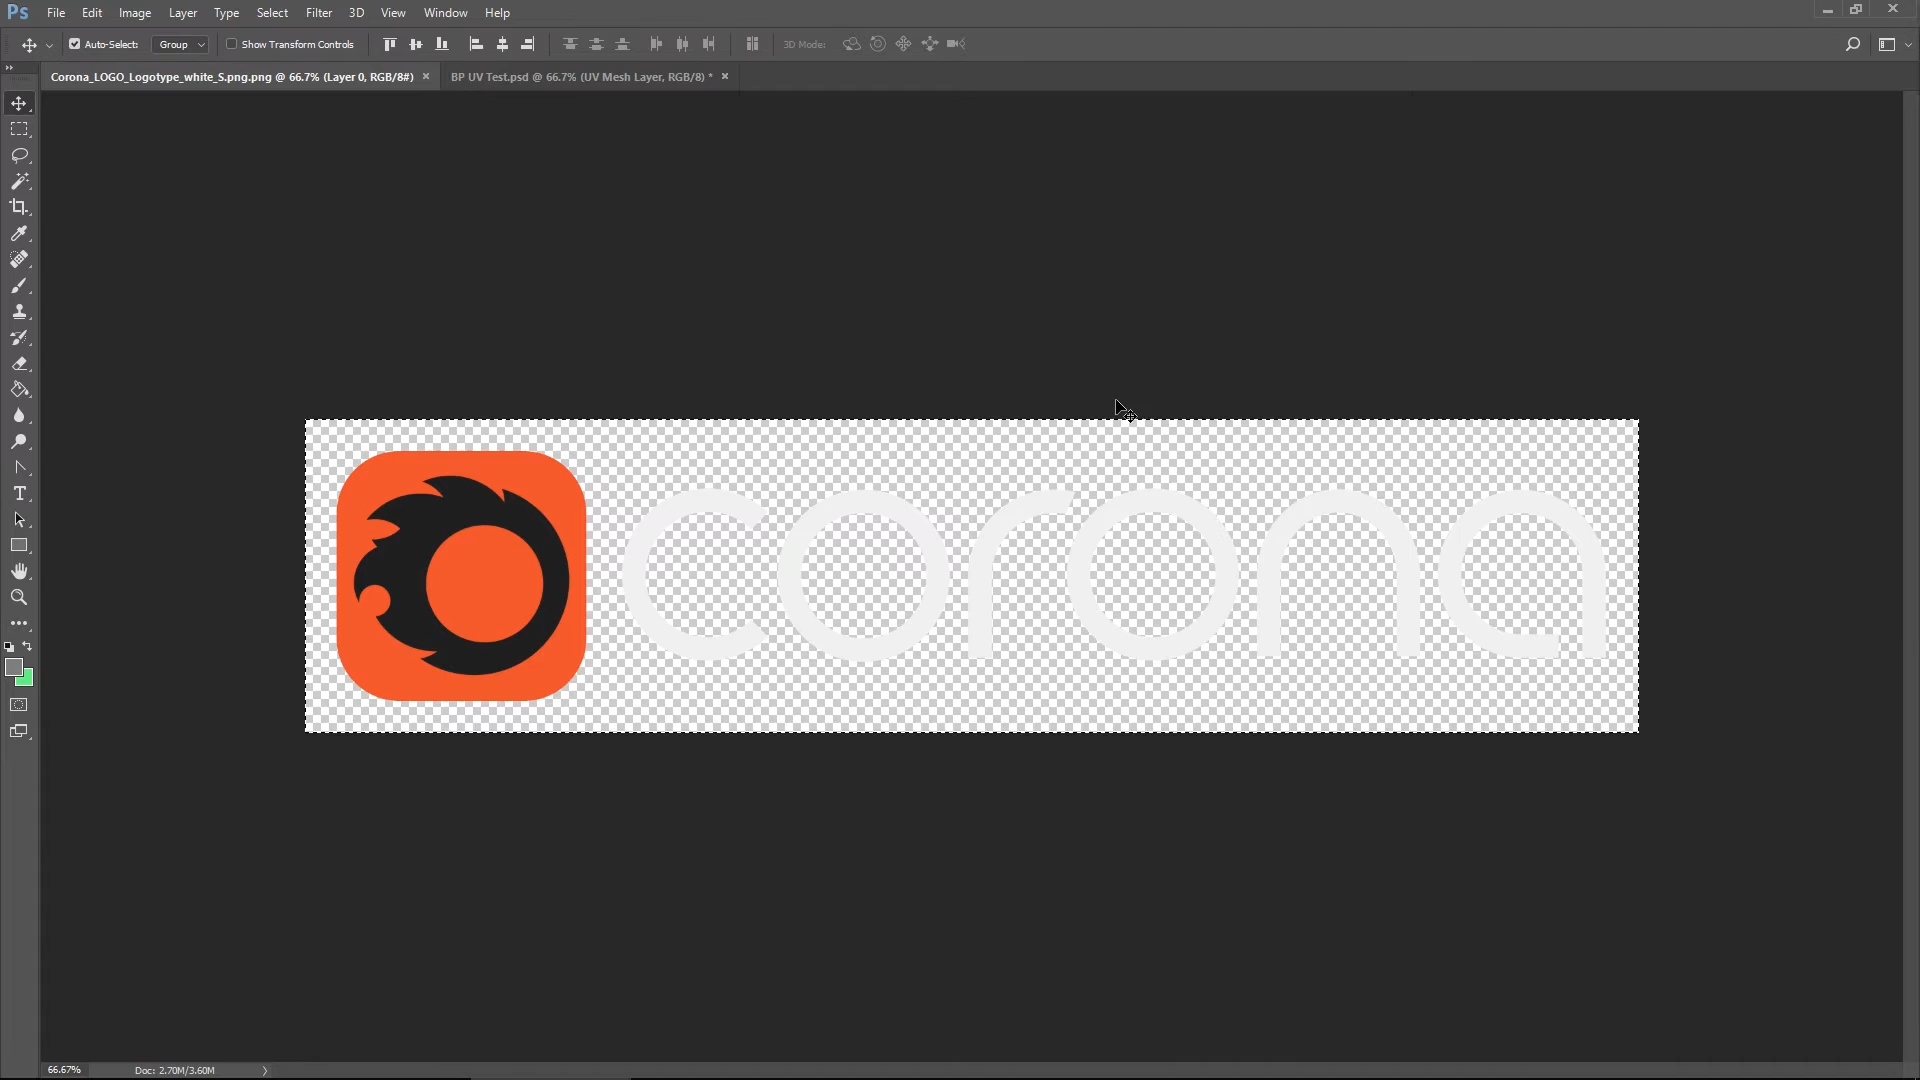 Ps File Edit Image Layer Type Select Filter 3D View Window Help
Auto-Select: Group Show Transform Controls 3D Mode:
Corona_LOGO_Logotype_white_S.png.png @ 66.7% (Layer 0, RGB/8#) × BP UV Test.psd @ 66.7% (UV Mesh Layer, RGB/8) * ×
corona
66.67% Doc: 2.70M/3.60M